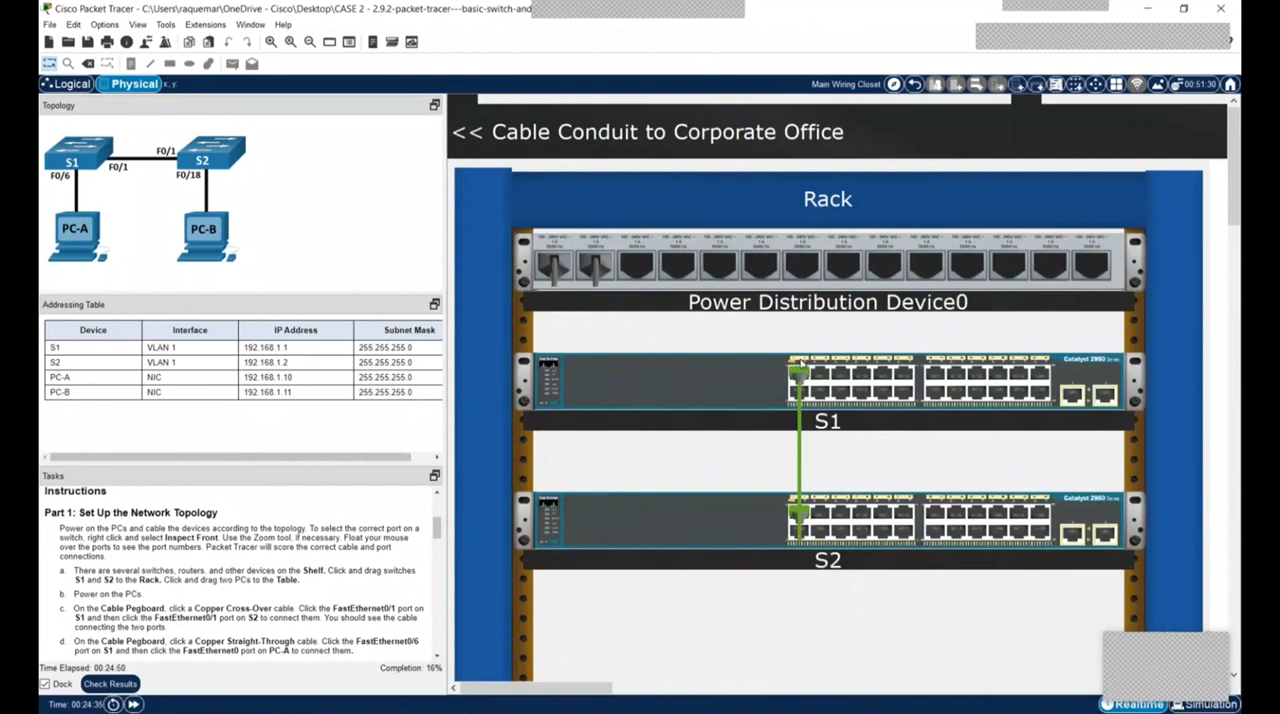 Cisco Packet Tracer - C:\Users\raquemar\OneDrive - Cisco\Desktop\CASE 2 - 2.9.2-packet-tracer---basic-switch-and
File Edit Options View Tools Extensions Window Help
Logical Physical x, y: Main Wiring Closet 00:51:30
Topology
S1 F0/1 S2
F0/6 F0/1 F0/18
PC-A PC-B
Addressing Table
Device Interface IP Address Subnet Mask
S1 VLAN 1 192.168.1.1 255.255.255.0
S2 VLAN 1 192.168.1.2 255.255.255.0
PC-A NIC 192.168.1.10 255.255.255.0
PC-B NIC 192.168.1.11 255.255.255.0
Tasks
Instructions
Part 1: Set Up the Network Topology
Power on the PCs and cable the devices according to the topology. To select the correct port on a
switch, right click and select Inspect Front. Use the Zoom tool, if necessary. Float your mouse
over the ports to see the port numbers. Packet Tracer will score the correct cable and port
connections.
a. There are several switches, routers, and other devices on the Shelf. Click and drag switches
S1 and S2 to the Rack. Click and drag two PCs to the Table.
b. Power on the PCs.
c. On the Cable Pegboard, click a Copper Cross-Over cable. Click the FastEthernet0/1 port on
S1 and then click the FastEthernet0/1 port on S2 to connect them. You should see the cable
connecting the two ports.
d. On the Cable Pegboard, click a Copper Straight-Through cable. Click the FastEthernet0/6
port on S1 and then click the FastEthernet0 port on PC-A to connect them.
Time Elapsed: 00:24:50 Completion: 16%
Dock Check Results
Time: 00:24:35
<< Cable Conduit to Corporate Office
Rack
Power Distribution Device0
Catalyst 2960 Series
S1
Catalyst 2960 Series
S2
Realtime Simulation